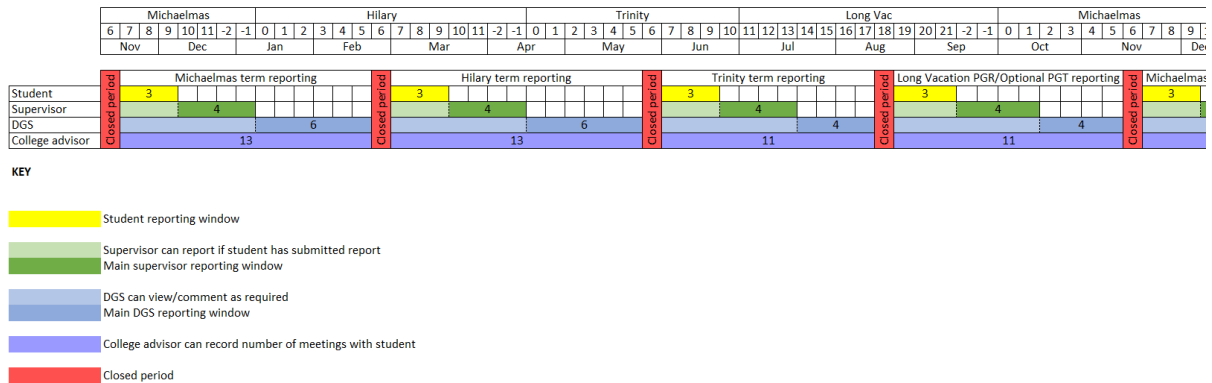 Michaelmas Hilary Trinity Long Vac Michaelmas
6 7 8 9 10 11 -2 -1 0 1 2 3 4 5 6 7 8 9 10 11 -2 -1 0 1 2 3 4 5 6 7 8 9 10 11 12 13 14 15 16 17 18 19 20 21 -2 -1 0 1 2 3 4 5 6 7 8 9
Nov Dec Jan Feb Mar Apr May Jun Jul Aug Sep Oct Nov Dec
Closed period Michaelmas term reporting Closed period Hilary term reporting Closed period Trinity term reporting Closed period Long Vacation PGR/Optional PGT reporting Closed period Michaelmas
Student 3 3 3 3 3
Supervisor 4 4 4 4
DGS 6 6 4 4
College advisor 13 13 11 11
KEY
Student reporting window
Supervisor can report if student has submitted report
Main supervisor reporting window
DGS can view/comment as required
Main DGS reporting window
College advisor can record number of meetings with student
Closed period